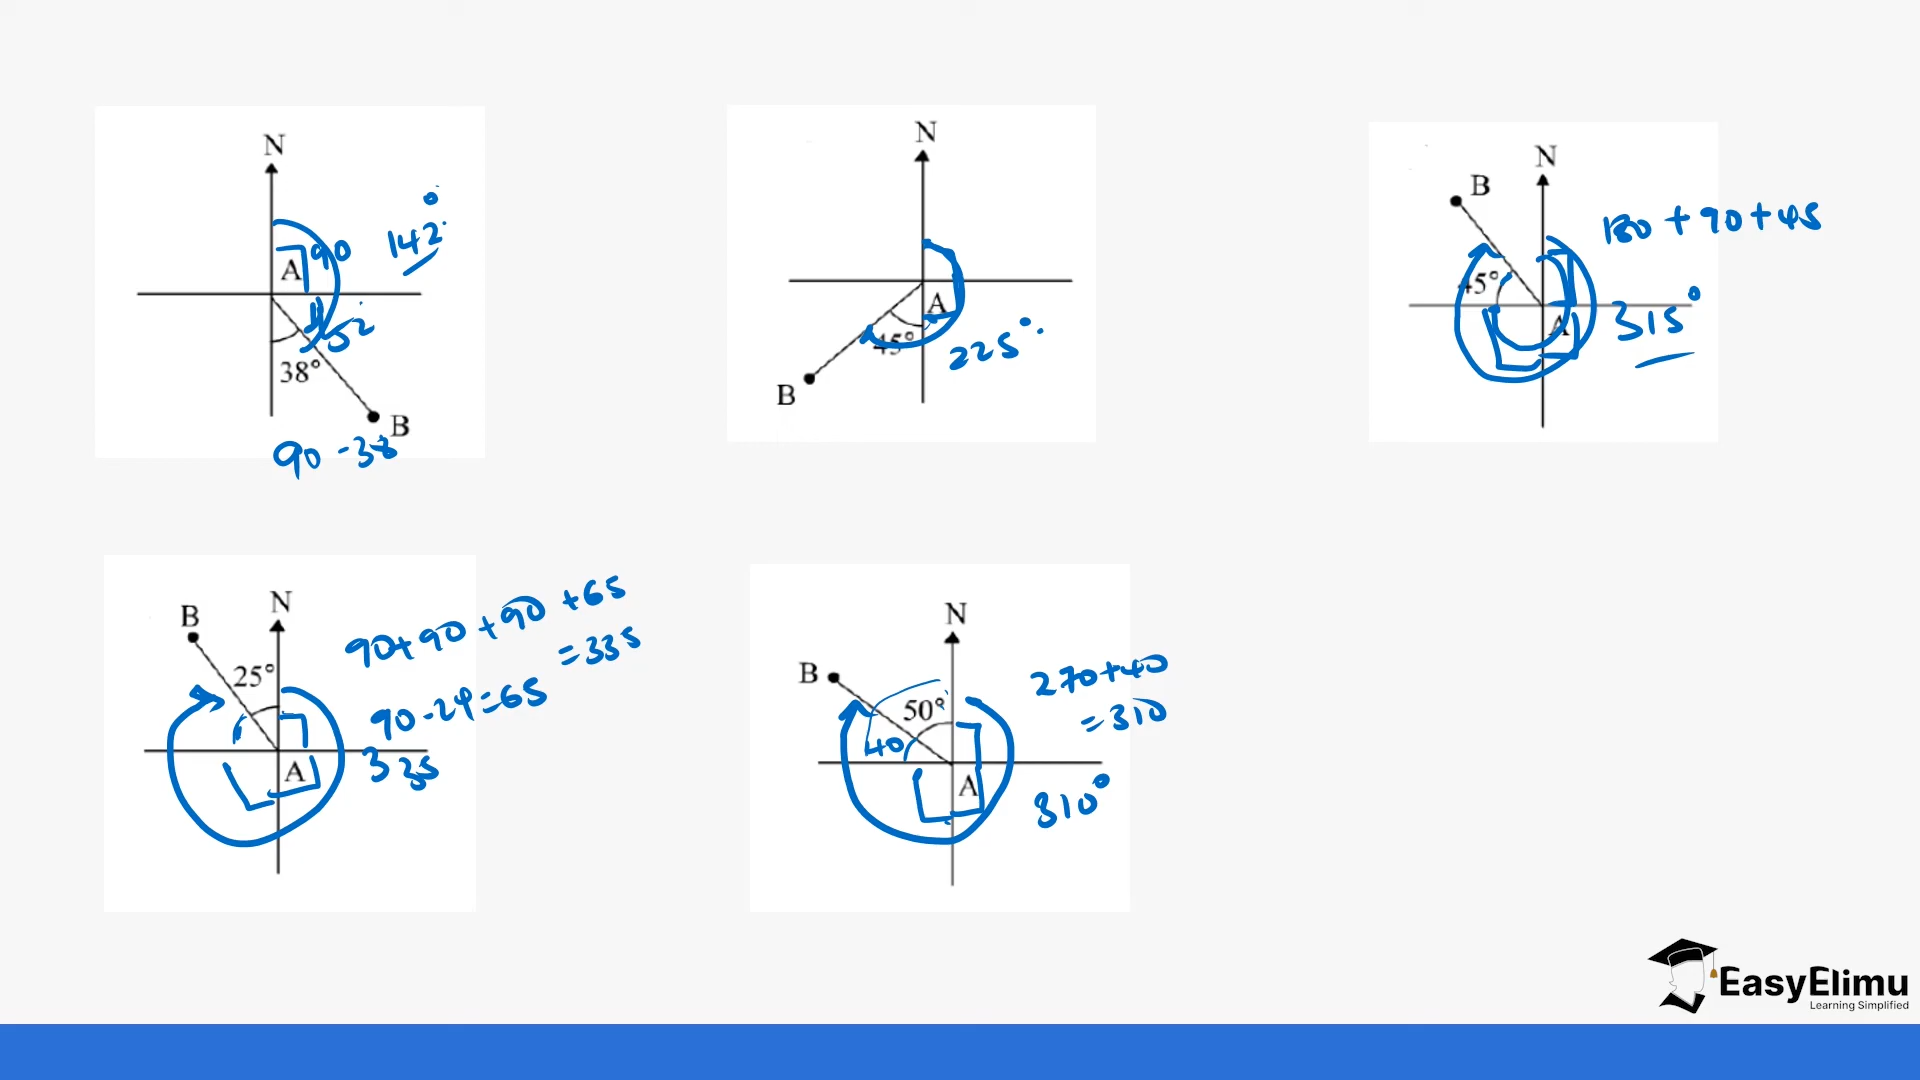 N
142°
90
A
52
38°
B
90 - 38
N
A
45°
225°
B
N
B
180 + 90 + 45
45°
A
315°
B
N
25°
90 + 90 + 90 + 65
= 335
90 - 29 = 65
335
A
N
B
50°
270 + 40
= 310
40
A
310°
EasyElimu
Learning Simplified